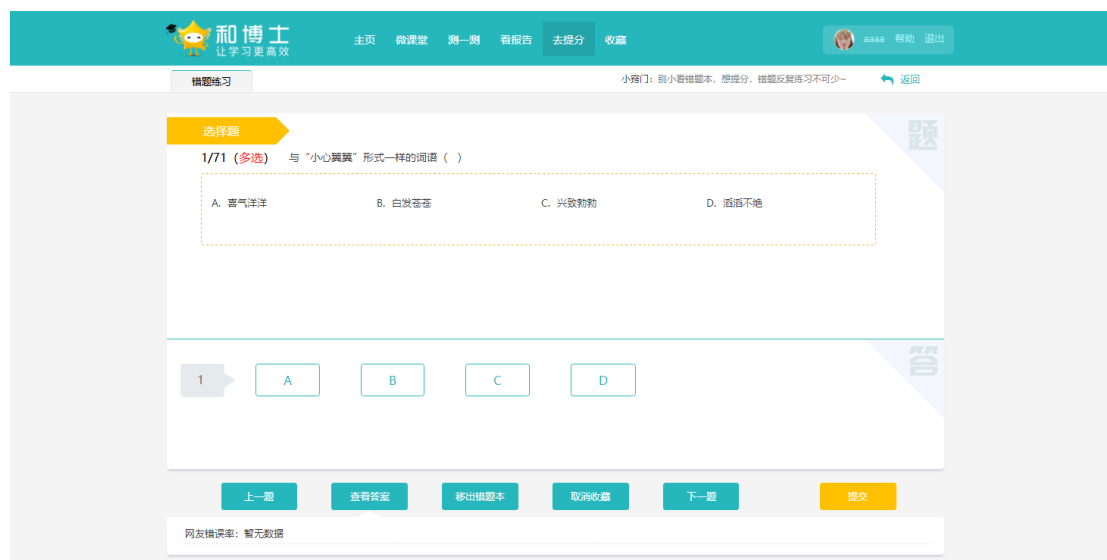 和博士
让学习更高效
主页 微课堂 测一测 看报告 去提分 收藏
aaaa 帮助 退出
错题练习
小窍门：别小看错题本，想提分，错题反复练习不可少~
返回
选择题
题
1/71（多选） 与“小心翼翼”形式一样的词语（ ）
A. 喜气洋洋 B. 白发苍苍 C. 兴致勃勃 D. 滔滔不绝
答
1 A B C D
上一题 查看答案 移出错题本 取消收藏 下一题 提交
网友错误率：暂无数据